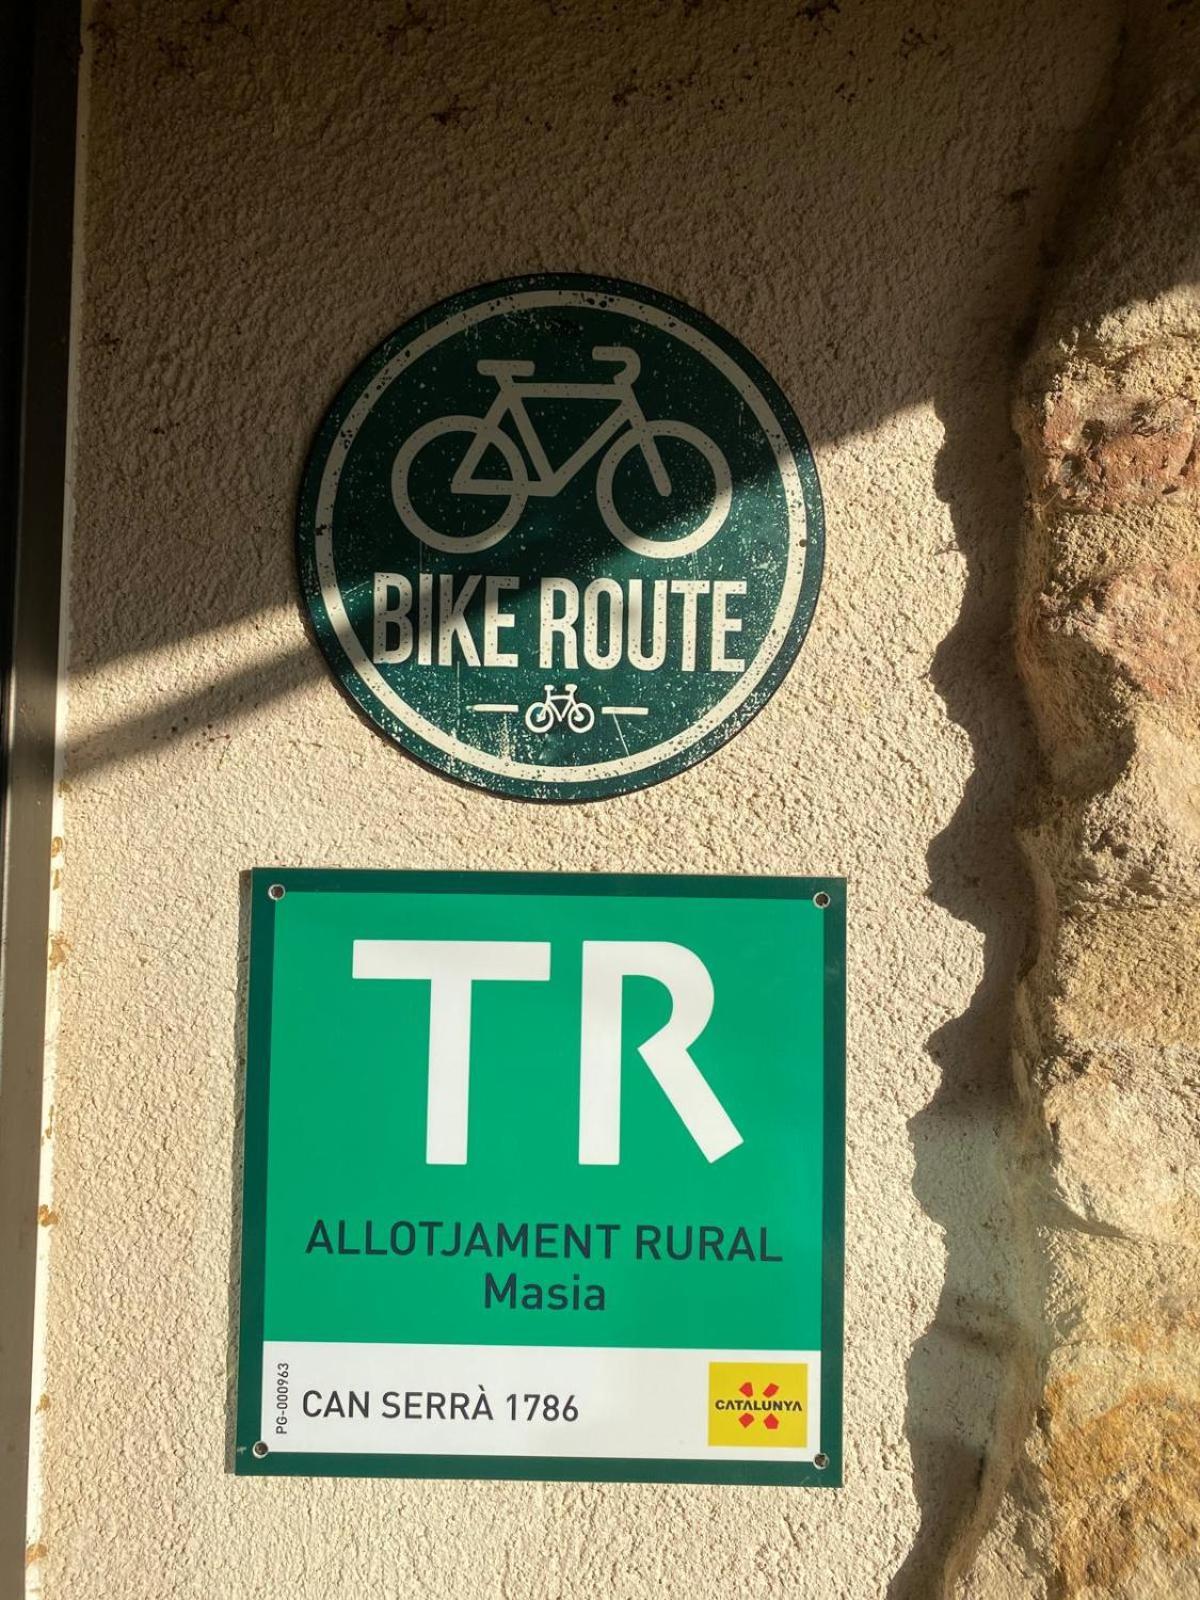 BIKE ROUTE
TR
ALLOTJAMENT RURAL
Masia
PG-000963
CAN SERRÀ 1786
CATALUNYA